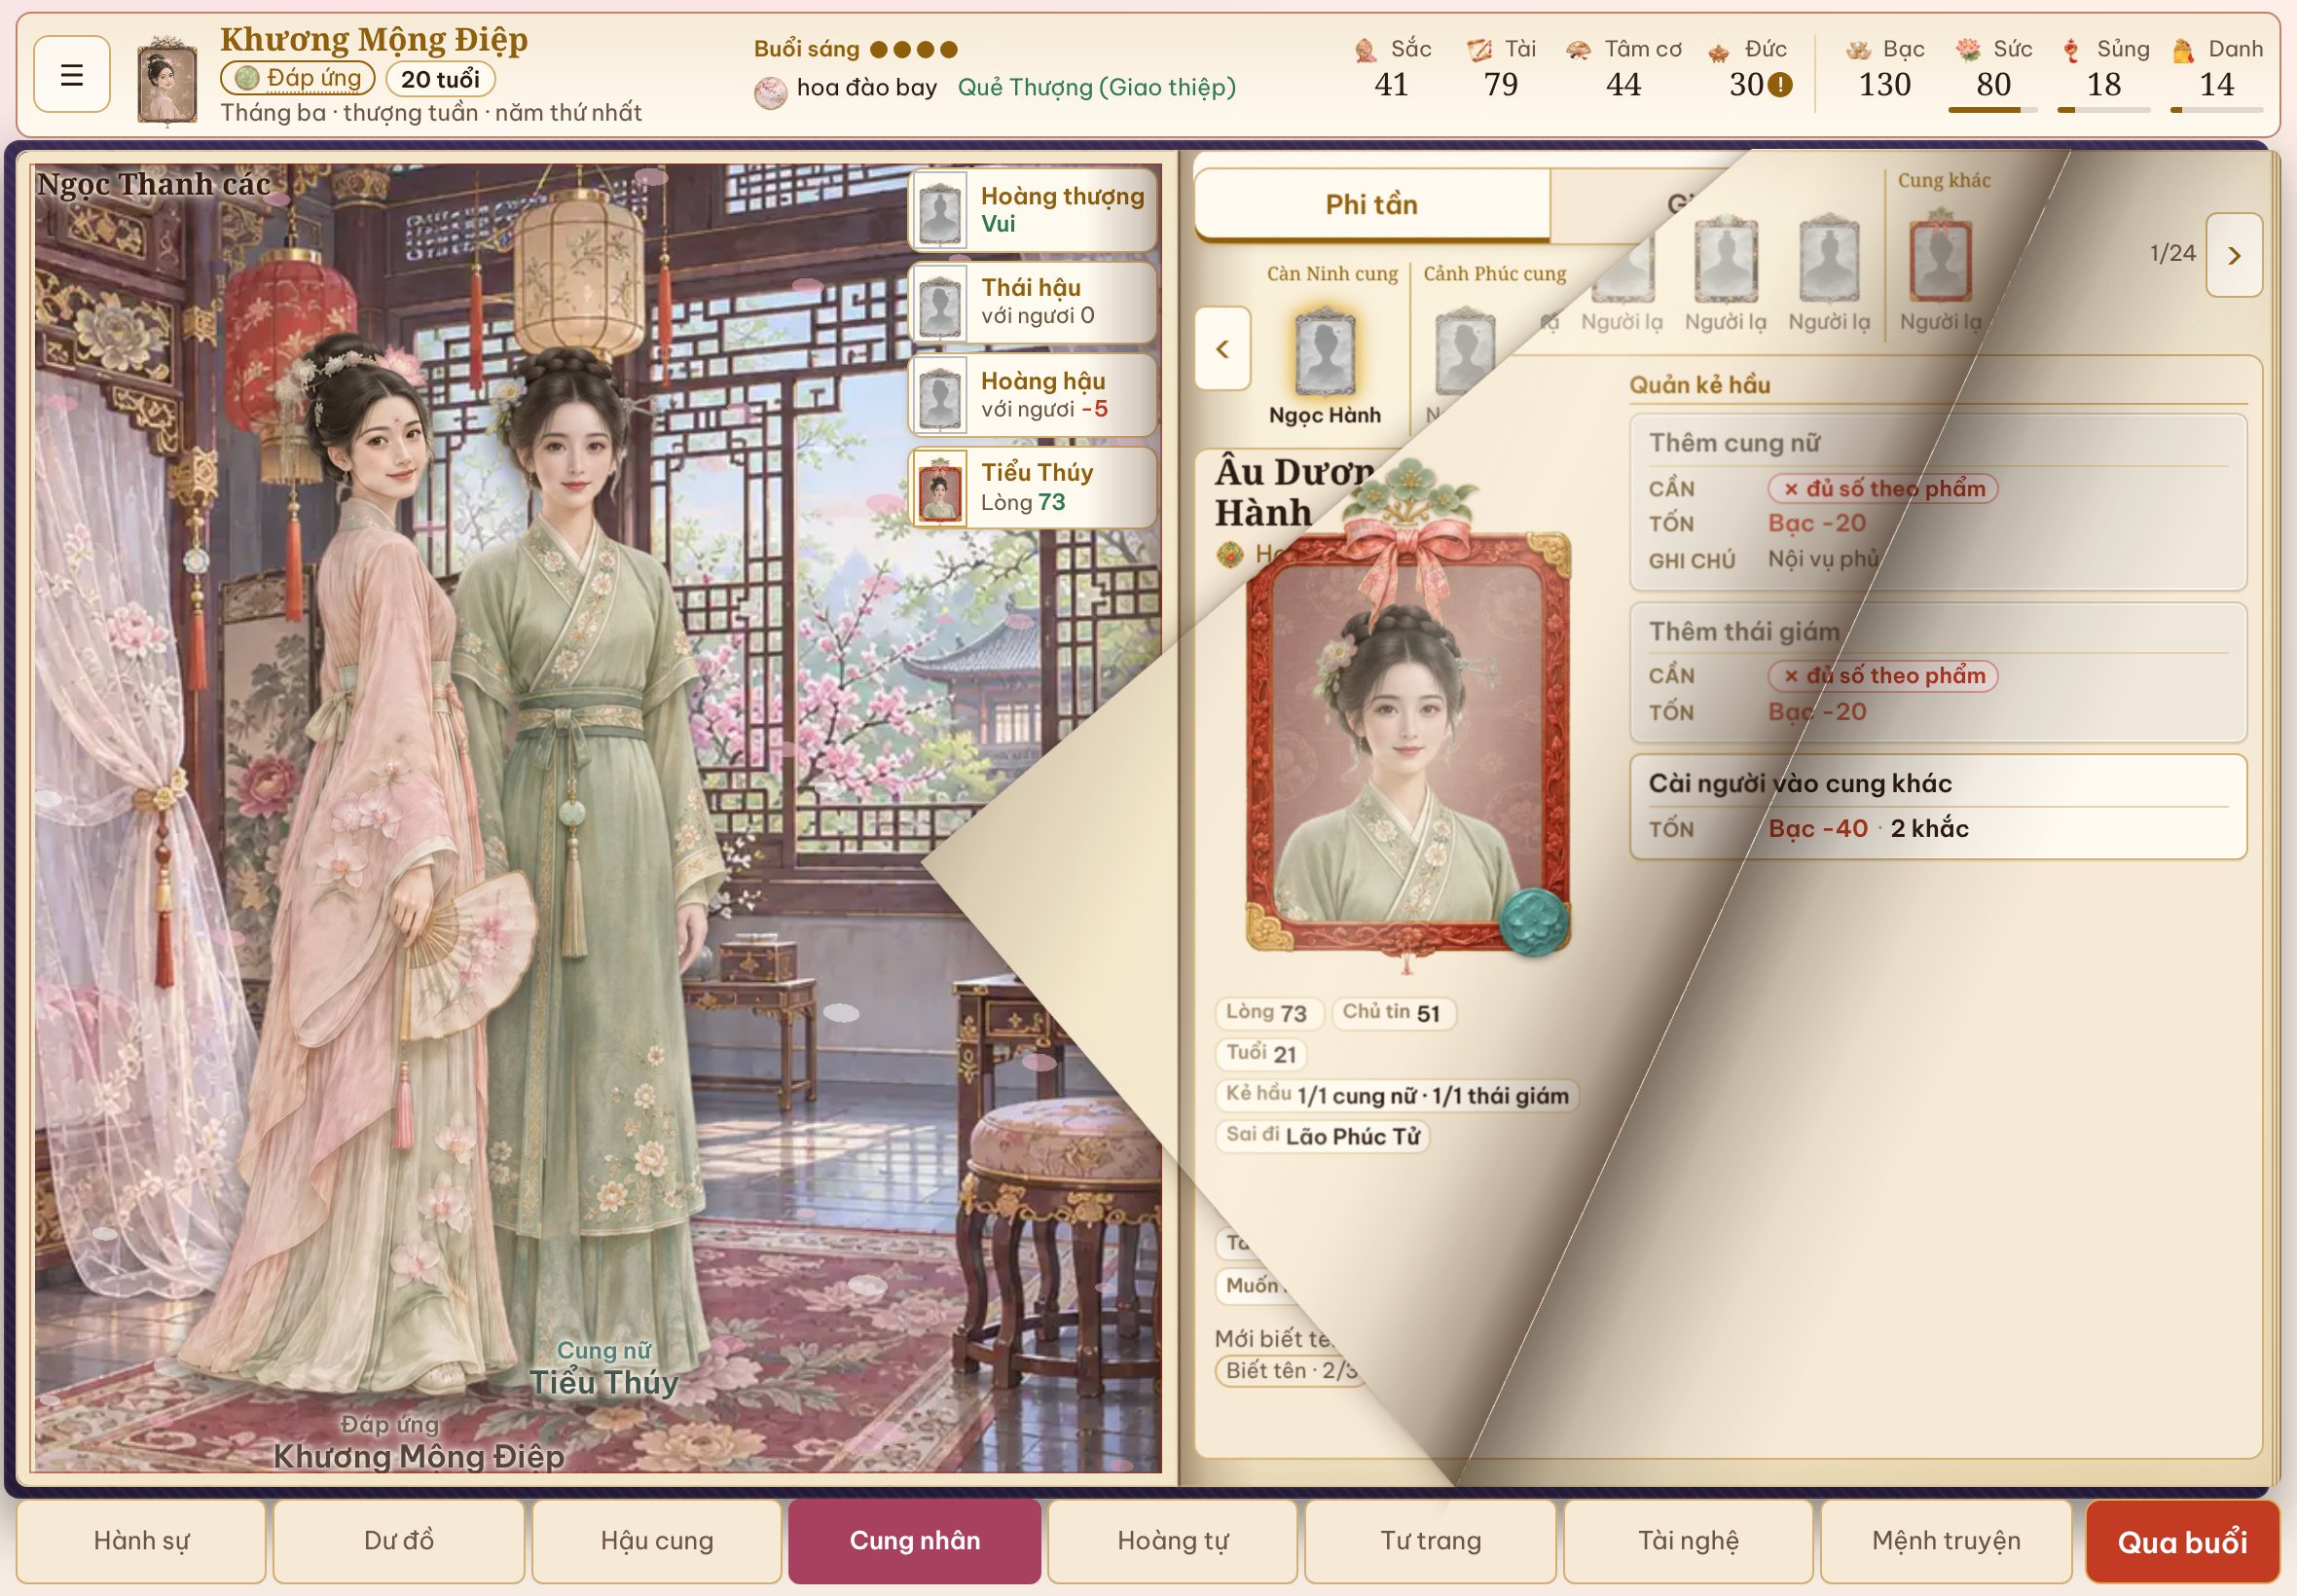 Khương Mộng Điệp
Đáp ứng
20 tuổi
Tháng ba · thượng tuần · năm thứ nhất
Buổi sáng
hoa đào bay Quẻ Thượng (Giao thiệp)
Sắc
41
Tài
79
Tâm cơ
44
Đức
30
Bạc
130
Sức
80
Sủng
18
Danh
14
Ngọc Thanh các
Hoàng thượng
Vui
Thái hậu
với ngươi 0
Hoàng hậu
với ngươi -5
Tiểu Thúy
Lòng 73
Cung nữ
Tiểu Thúy
Đáp ứng
Khương Mộng Điệp
Phi tần
Càn Ninh cung
Cảnh Phúc cung
Cung khác
Ngọc Hành
Người lạ
Người lạ
Người lạ
Người lạ
1/24
Âu Dương
Hành
Lòng 73
Chủ tin 51
Tuổi 21
Kẻ hầu 1/1 cung nữ · 1/1 thái giám
Sai đi Lão Phúc Tử
Muốn
Mới biết
Biết tên · 2/3
Quản kẻ hầu
Thêm cung nữ
CẦN × đủ số theo phẩm
TỐN Bạc -20
GHI CHÚ Nội vụ phủ
Thêm thái giám
CẦN × đủ số theo phẩm
TỐN Bạc -20
Cài người vào cung khác
TỐN Bạc -40 · 2 khắc
Hành sự
Dư đồ
Hậu cung
Cung nhân
Hoàng tự
Tư trang
Tài nghệ
Mệnh truyện
Qua buổi